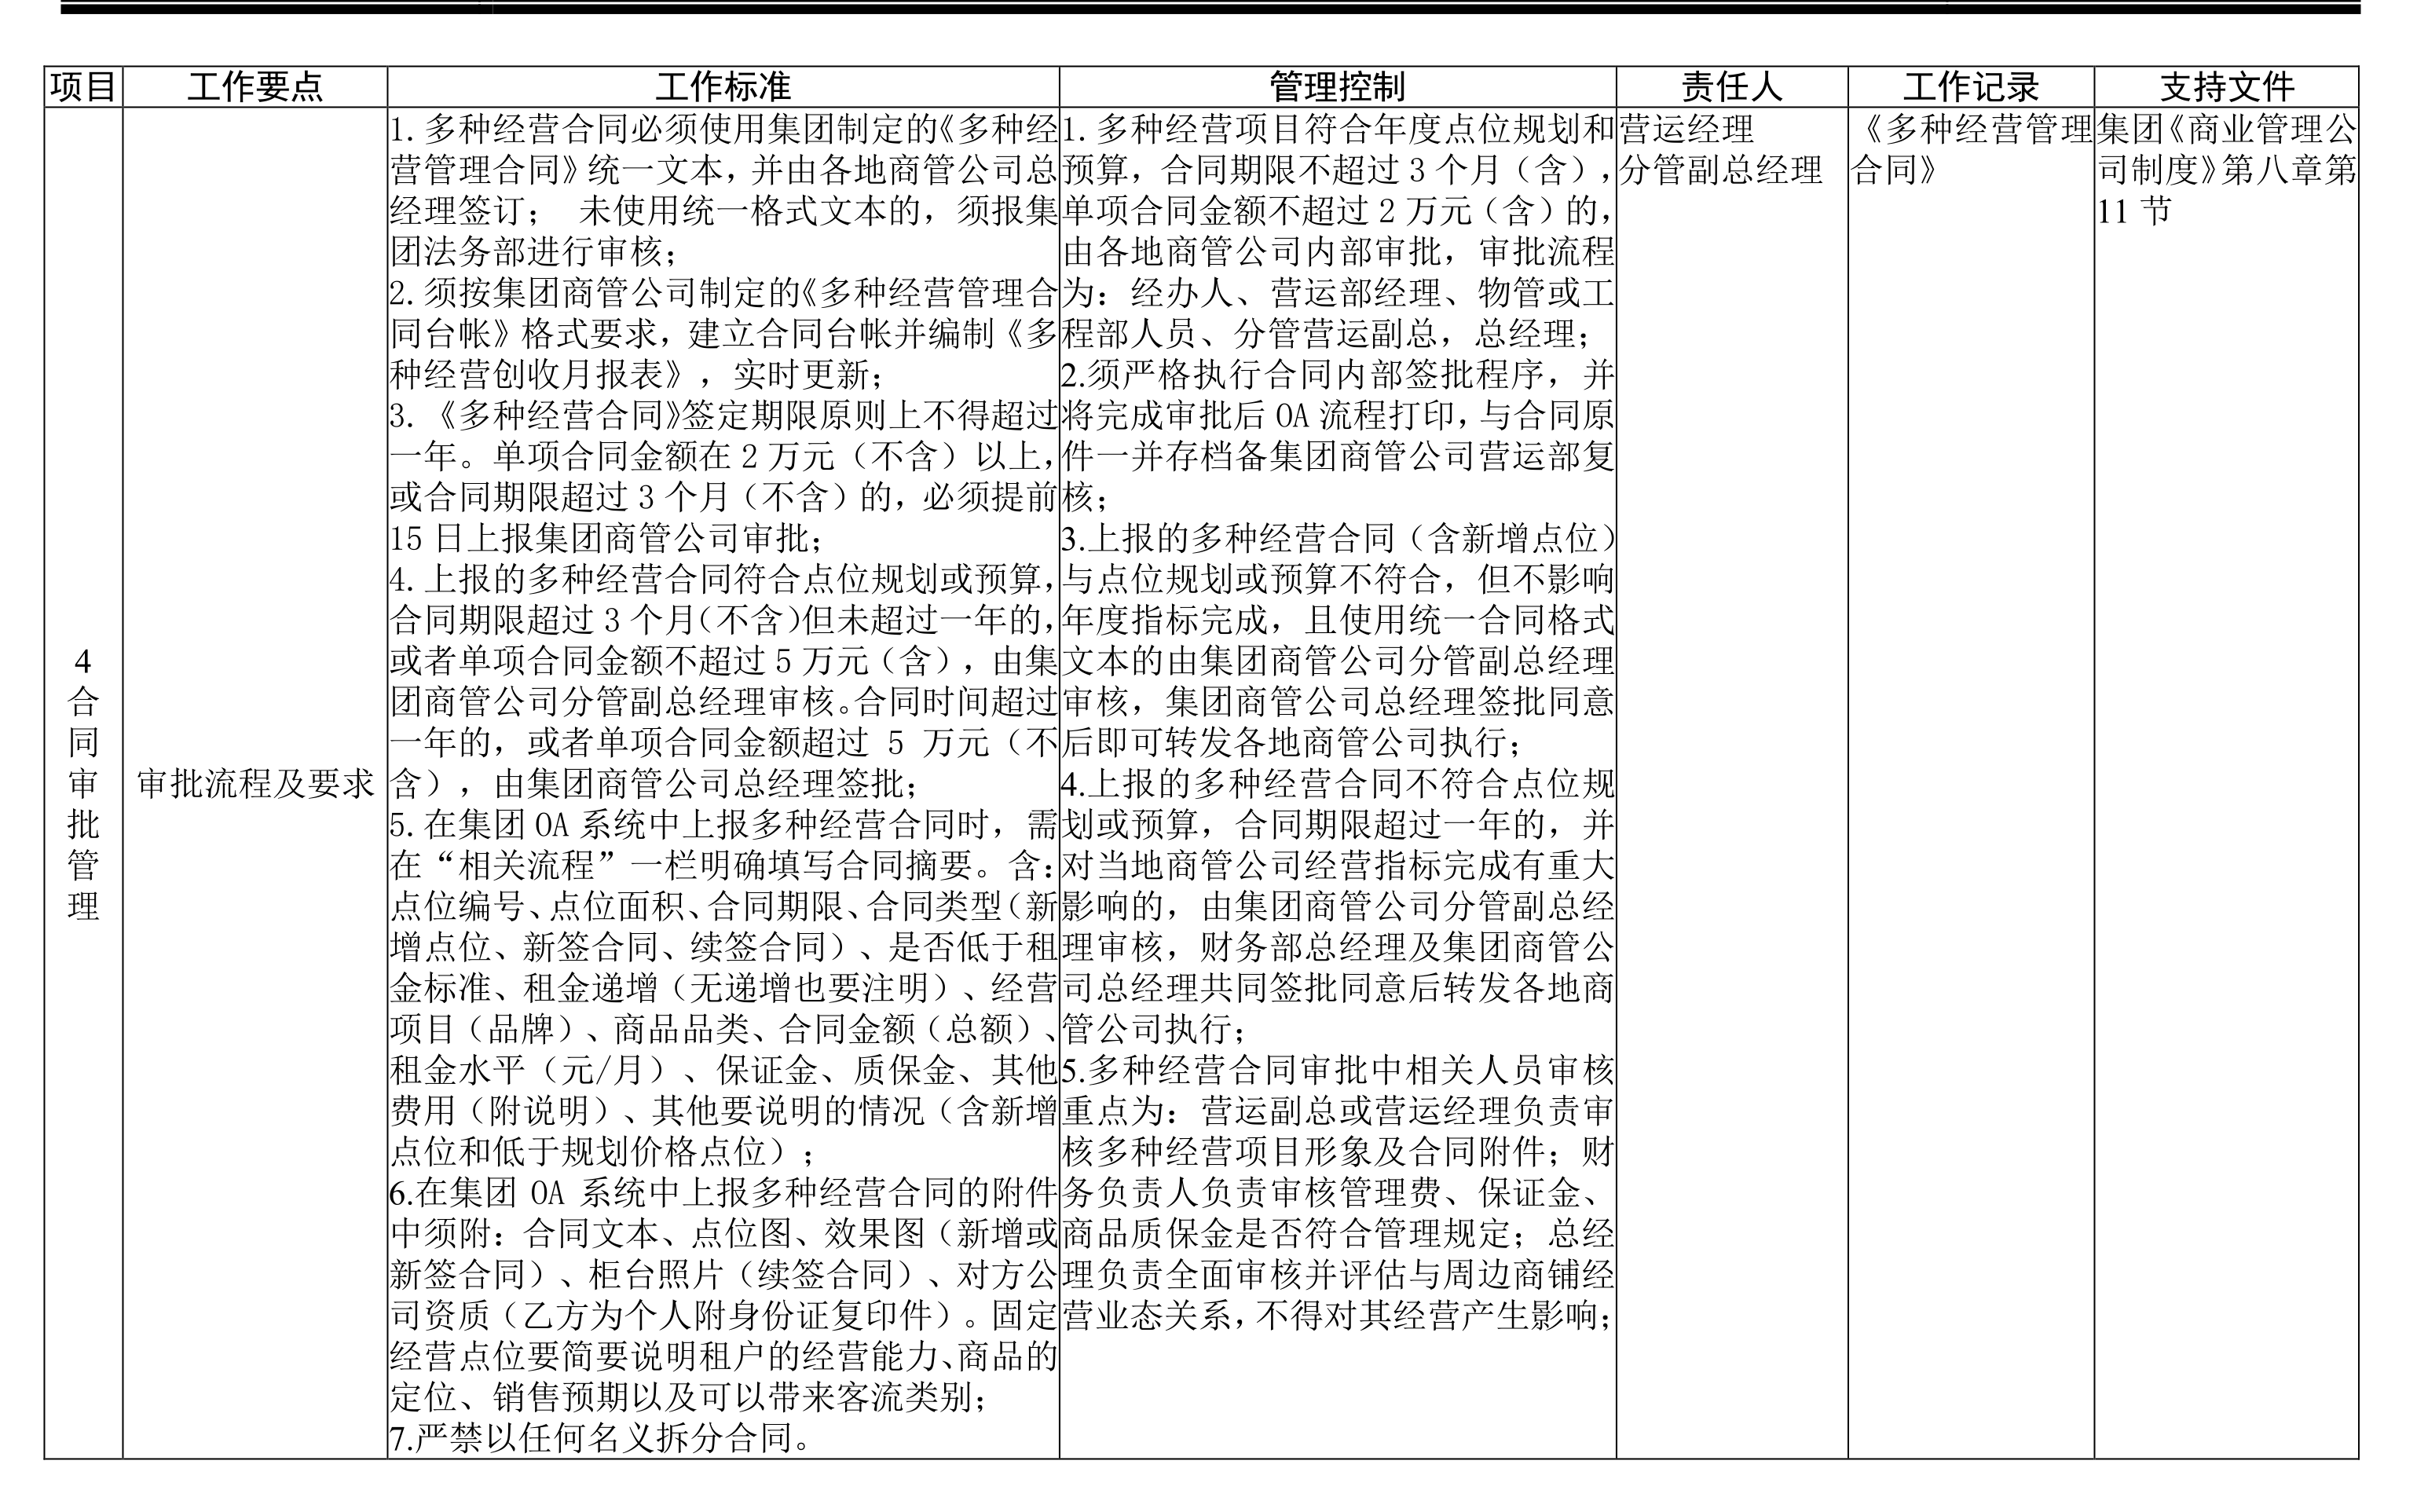 项目
工作要点
工作标准
管理控制
责任人
工作记录
支持文件
4
合
同
审
批
管
理
审批流程及要求
1. 多种经营合同必须使用集团制定的《多种经
营管理合同》统一文本，并由各地商管公司总
经理签订； 未使用统一格式文本的，须报集
团法务部进行审核；
2. 须按集团商管公司制定的《多种经营管理合
同台帐》格式要求，建立合同台帐并编制《多
种经营创收月报表》，实时更新；
3. 《多种经营合同》签定期限原则上不得超过
一年。单项合同金额在 2 万元（不含）以上，
或合同期限超过 3 个月（不含）的，必须提前
15 日上报集团商管公司审批；
4. 上报的多种经营合同符合点位规划或预算，
合同期限超过 3 个月(不含)但未超过一年的，
或者单项合同金额不超过 5 万元（含），由集
团商管公司分管副总经理审核。合同时间超过
一年的，或者单项合同金额超过 5 万元（不
含），由集团商管公司总经理签批；
5. 在集团 OA 系统中上报多种经营合同时，需
在“相关流程”一栏明确填写合同摘要。含：
点位编号、点位面积、合同期限、合同类型（新
增点位、新签合同、续签合同）、是否低于租
金标准、租金递增（无递增也要注明）、经营
项目（品牌）、商品品类、合同金额（总额）、
租金水平（元/月）、保证金、质保金、其他
费用（附说明）、其他要说明的情况（含新增
点位和低于规划价格点位）；
6.在集团 OA 系统中上报多种经营合同的附件
中须附：合同文本、点位图、效果图（新增或
新签合同）、柜台照片（续签合同）、对方公
司资质（乙方为个人附身份证复印件）。固定
经营点位要简要说明租户的经营能力、商品的
定位、销售预期以及可以带来客流类别；
7.严禁以任何名义拆分合同。
1. 多种经营项目符合年度点位规划和
预算，合同期限不超过 3 个月（含），
单项合同金额不超过 2 万元（含）的，
由各地商管公司内部审批，审批流程
为：经办人、营运部经理、物管或工
程部人员、分管营运副总，总经理；
2.须严格执行合同内部签批程序，并
将完成审批后 OA 流程打印，与合同原
件一并存档备集团商管公司营运部复
核；
3.上报的多种经营合同（含新增点位）
与点位规划或预算不符合，但不影响
年度指标完成，且使用统一合同格式
文本的由集团商管公司分管副总经理
审核，集团商管公司总经理签批同意
后即可转发各地商管公司执行；
4.上报的多种经营合同不符合点位规
划或预算，合同期限超过一年的，并
对当地商管公司经营指标完成有重大
影响的，由集团商管公司分管副总经
理审核，财务部总经理及集团商管公
司总经理共同签批同意后转发各地商
管公司执行；
5.多种经营合同审批中相关人员审核
重点为：营运副总或营运经理负责审
核多种经营项目形象及合同附件；财
务负责人负责审核管理费、保证金、
商品质保金是否符合管理规定；总经
理负责全面审核并评估与周边商铺经
营业态关系，不得对其经营产生影响；
营运经理
分管副总经理
《多种经营管理
合同》
集团《商业管理公
司制度》第八章第
11 节